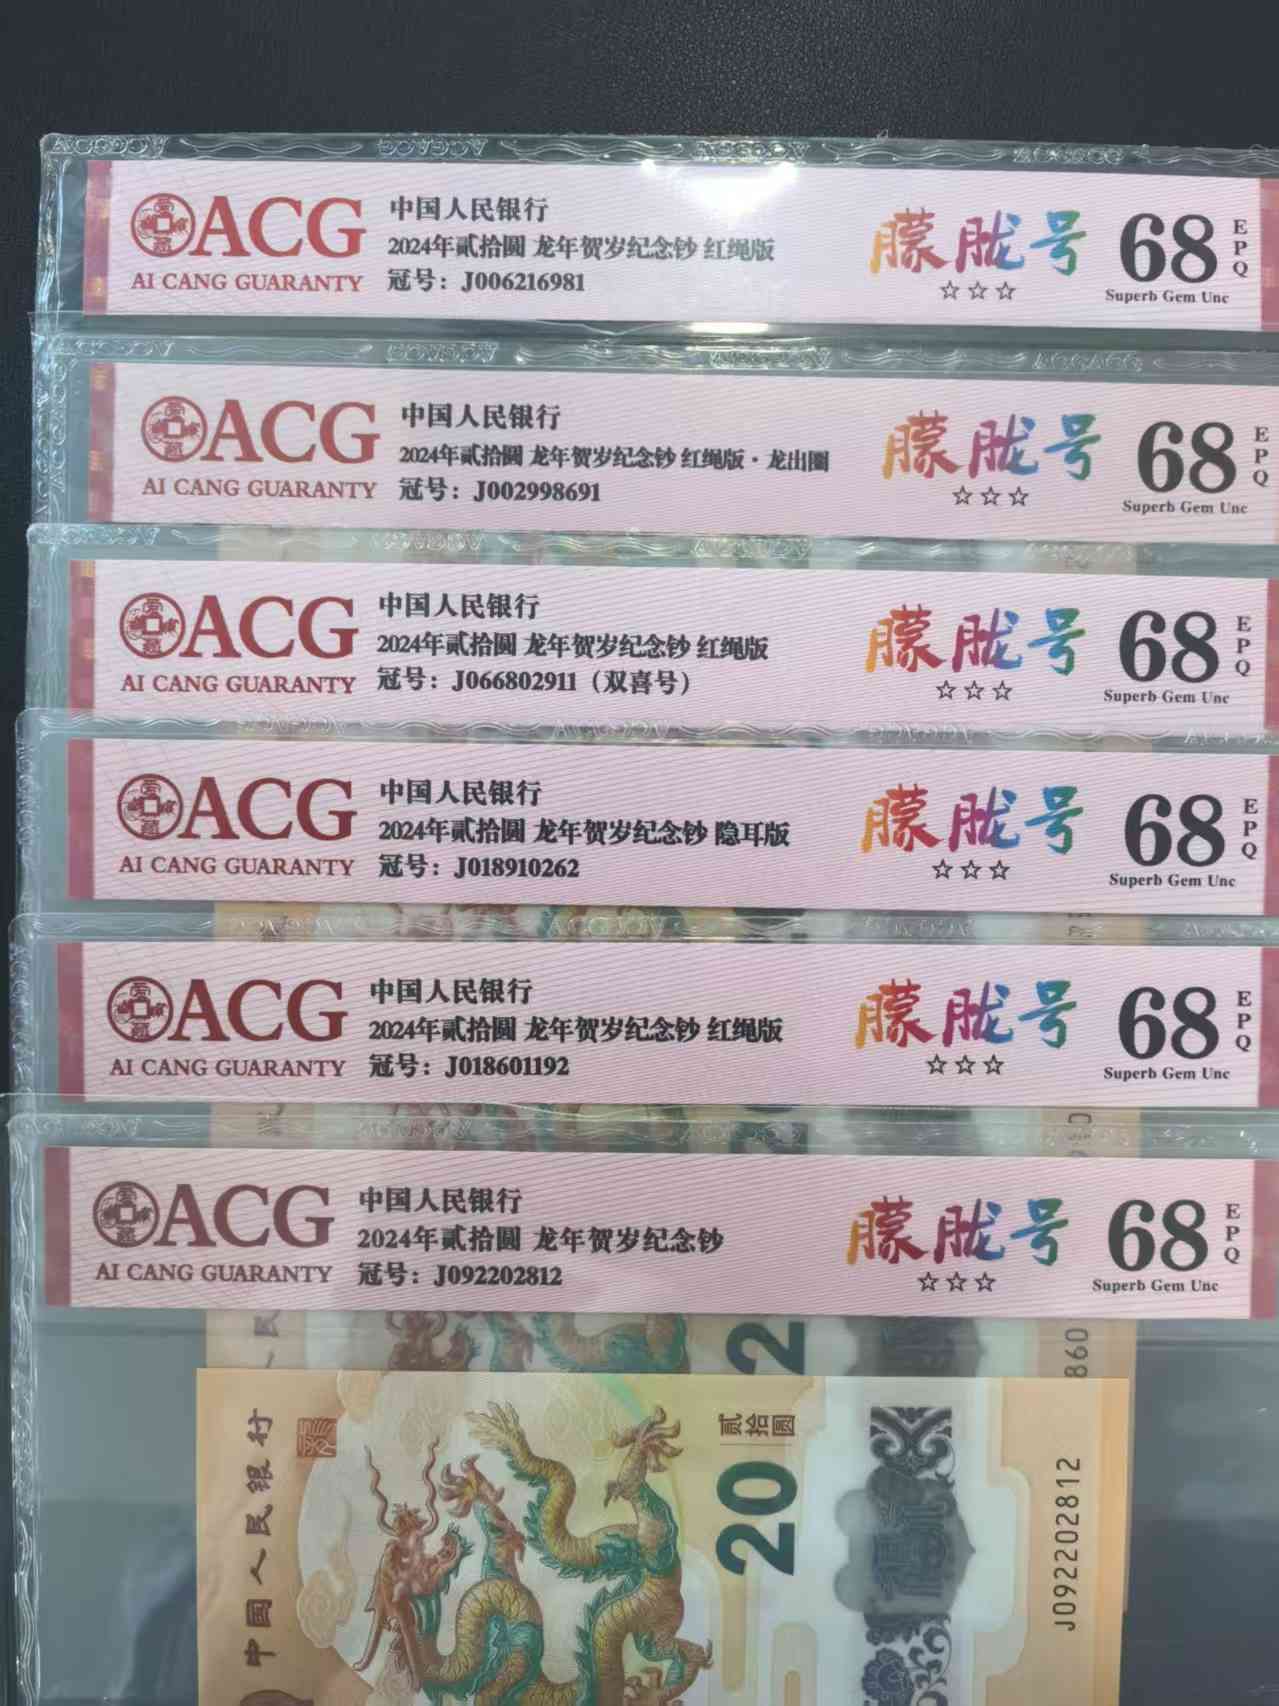 ACG
AI CANG GUARANTY
中国人民银行
2024年贰拾圆 龙年贺岁纪念钞 红绳版
冠号：J006216981
朦胧号
☆☆☆
68
EPQ
Superb Gem Unc
ACG
AI CANG GUARANTY
中国人民银行
2024年贰拾圆 龙年贺岁纪念钞 红绳版·龙出圈
冠号：J002998691
朦胧号
☆☆☆
68
EPQ
Superb Gem Unc
ACG
AI CANG GUARANTY
中国人民银行
2024年贰拾圆 龙年贺岁纪念钞 红绳版
冠号：J066802911（双喜号）
朦胧号
☆☆☆
68
EPQ
Superb Gem Unc
ACG
AI CANG GUARANTY
中国人民银行
2024年贰拾圆 龙年贺岁纪念钞 隐耳版
冠号：J018910262
朦胧号
☆☆☆
68
EPQ
Superb Gem Unc
ACG
AI CANG GUARANTY
中国人民银行
2024年贰拾圆 龙年贺岁纪念钞 红绳版
冠号：J018601192
朦胧号
☆☆☆
68
EPQ
Superb Gem Unc
ACG
AI CANG GUARANTY
中国人民银行
2024年贰拾圆 龙年贺岁纪念钞
冠号：J092202812
朦胧号
☆☆☆
68
EPQ
Superb Gem Unc
2
860
中国人民银行
贰拾圆
20
J092202812